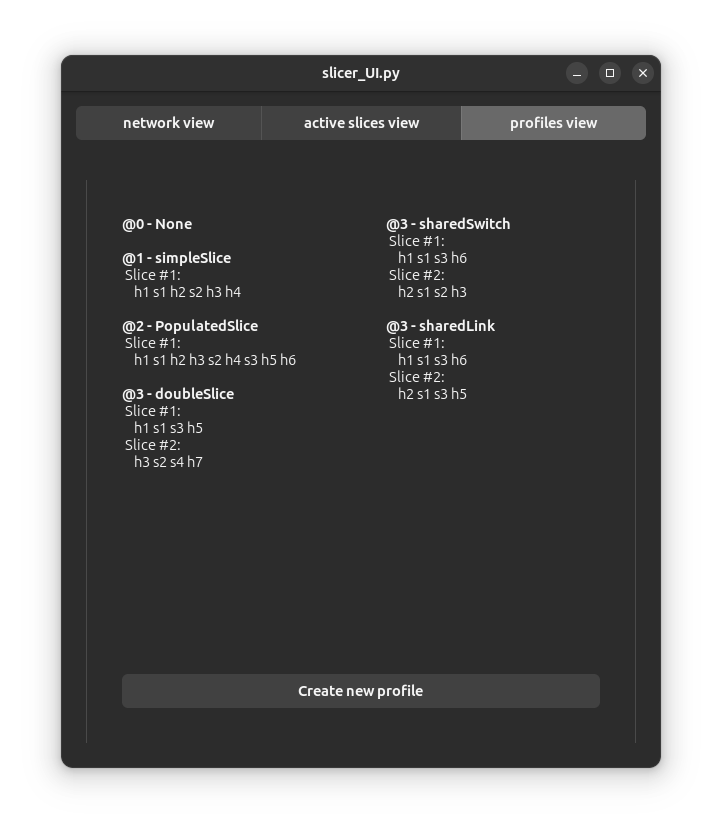 slicer_UI.py
network view
active slices view
profiles view
@0 - None
@1 - simpleSlice
Slice #1:
h1 s1 h2 s2 h3 h4
@2 - PopulatedSlice
Slice #1:
h1 s1 h2 h3 s2 h4 s3 h5 h6
@3 - doubleSlice
Slice #1:
h1 s1 s3 h5
Slice #2:
h3 s2 s4 h7
@3 - sharedSwitch
Slice #1:
h1 s1 s3 h6
Slice #2:
h2 s1 s2 h3
@3 - sharedLink
Slice #1:
h1 s1 s3 h6
Slice #2:
h2 s1 s3 h5
Create new profile